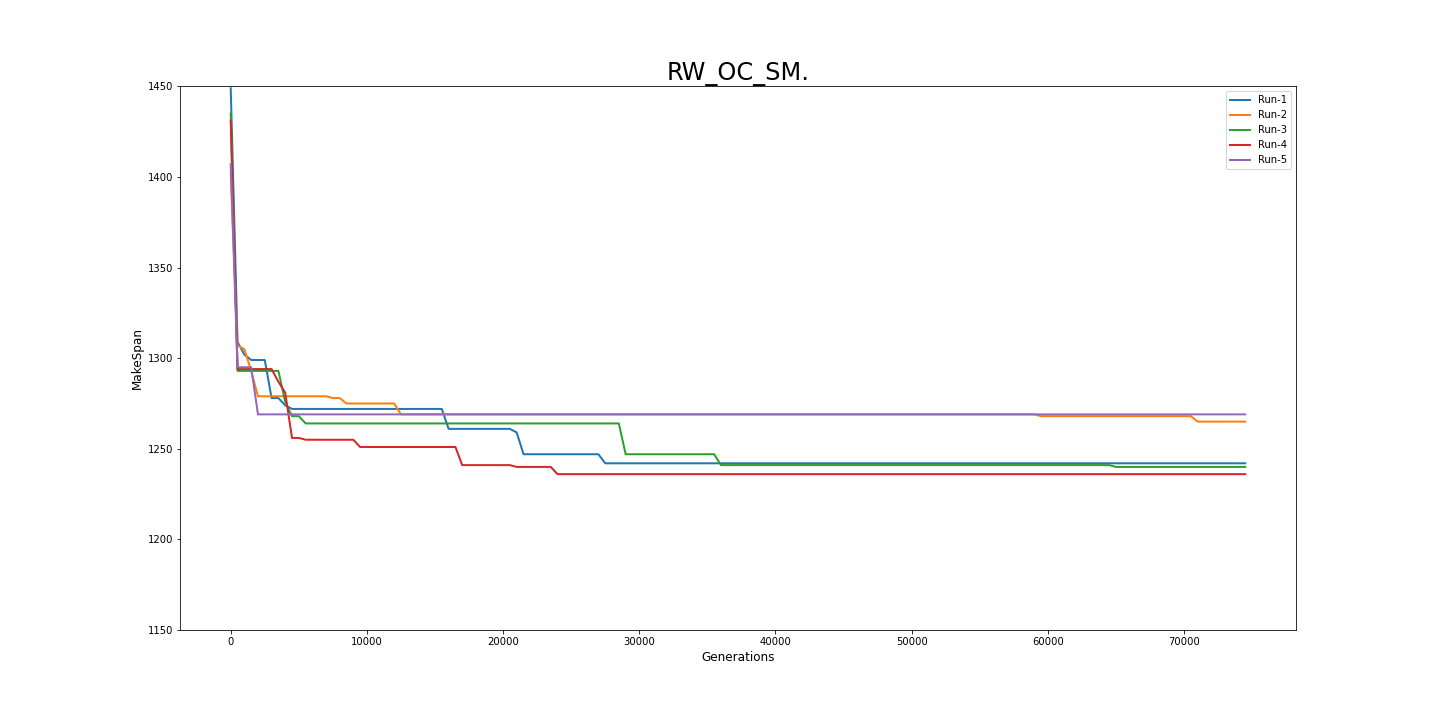 RW_OC_SM.
1450
1400
1350
1300
1250
1200
1150
MakeSpan
Run-1
Run-2
Run-3
Run-4
Run-5
0 10000 20000 30000 40000 50000 60000 70000
Generations